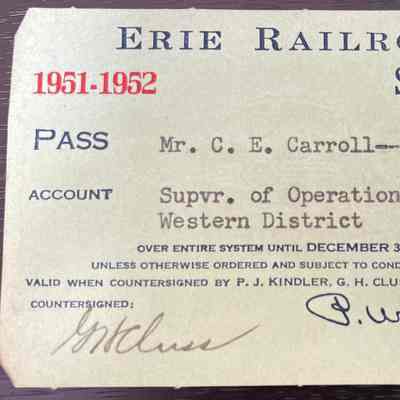 ERIE RAILRO
1951-1952 S
PASS Mr. C. E. Carroll--
ACCOUNT Supvr. of Operation
Western District
OVER ENTIRE SYSTEM UNTIL DECEMBER 3
UNLESS OTHERWISE ORDERED AND SUBJECT TO COND
VALID WHEN COUNTERSIGNED BY P. J. KINDLER, G. H. CLU
COUNTERSIGNED:
GHCluss P. W